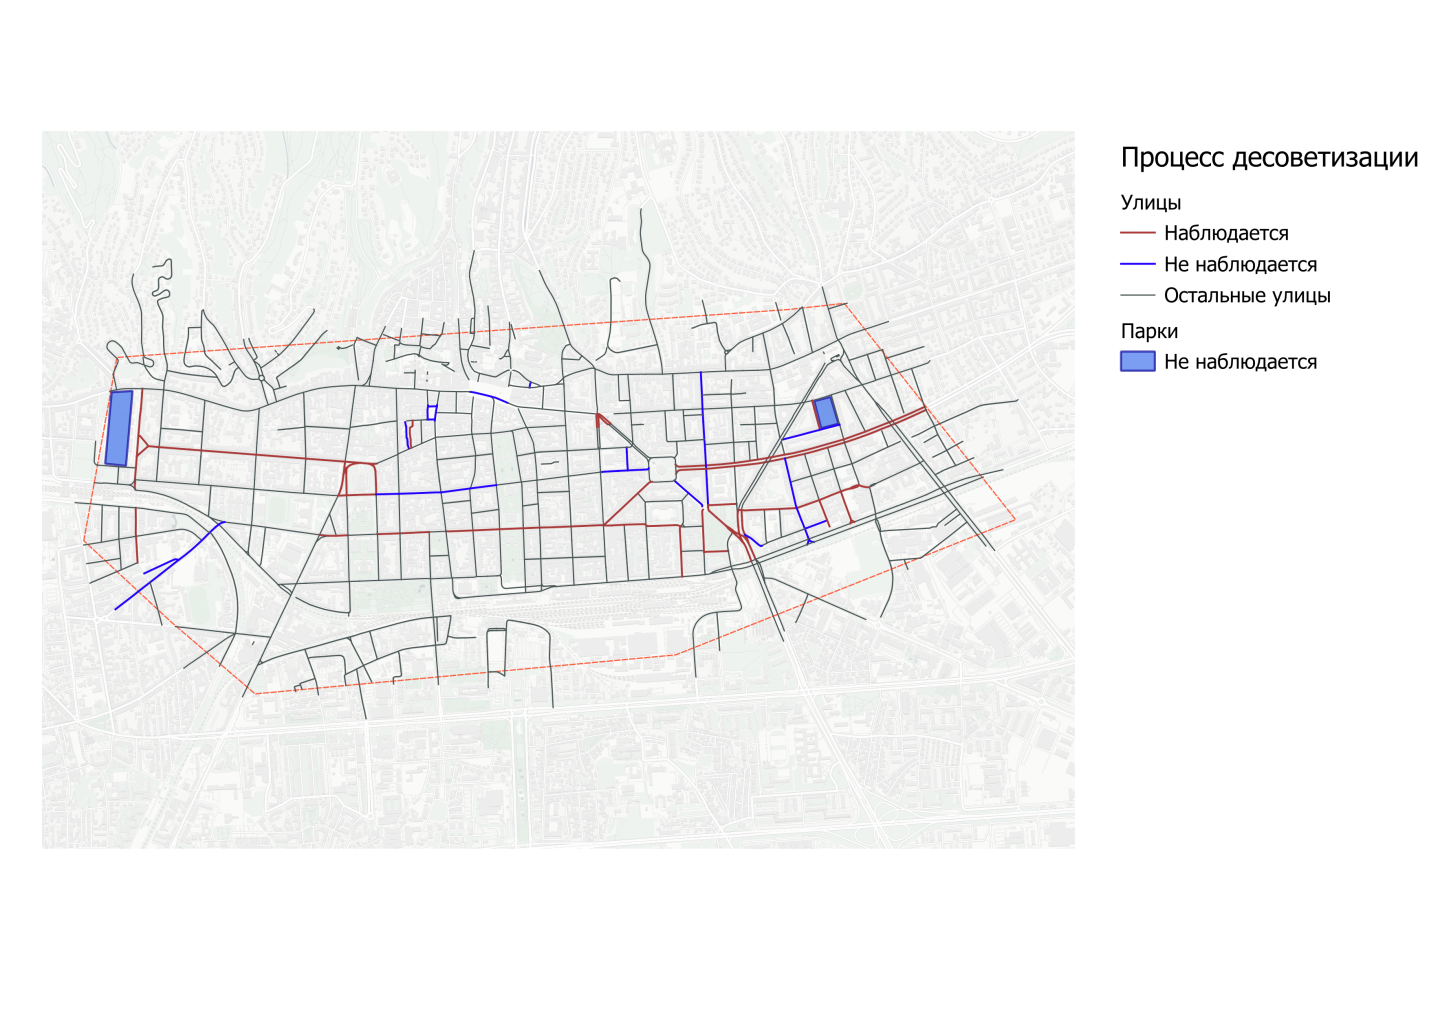 Процесс десоветизации
Улицы
Наблюдается
Не наблюдается
Остальные улицы
Парки
Не наблюдается